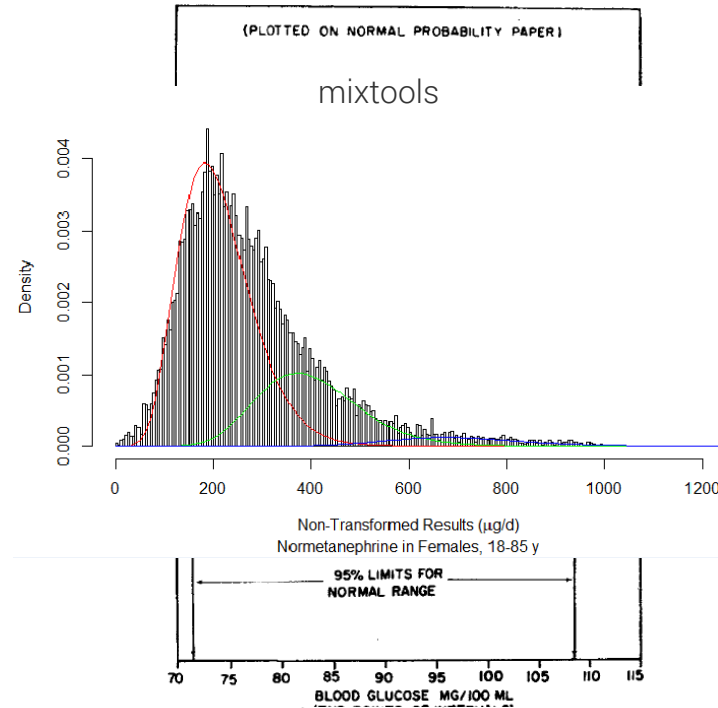 (PLOTTED ON NORMAL PROBABILITY PAPER)
mixtools
0.004
0.003
0.002
0.001
0.000
Density
0 200 400 600 800 1000 1200
Non-Transformed Results (μg/d)
Normetanephrine in Females, 18-85 y
95% LIMITS FOR
NORMAL RANGE
70 75 80 85 90 95 100 105 110 115
BLOOD GLUCOSE MG/100 ML